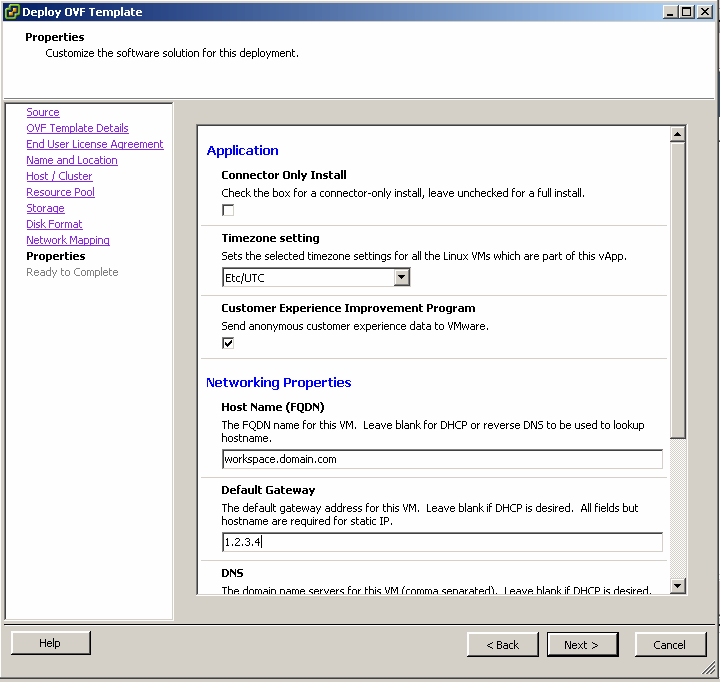 Deploy OVF Template
Properties
Customize the software solution for this deployment.
Source
OVF Template Details
End User License Agreement
Name and Location
Host / Cluster
Resource Pool
Storage
Disk Format
Network Mapping
Properties
Ready to Complete
Application
Connector Only Install
Check the box for a connector-only install, leave unchecked for a full install.
Timezone setting
Sets the selected timezone settings for all the Linux VMs which are part of this vApp.
Etc/UTC
Customer Experience Improvement Program
Send anonymous customer experience data to VMware.
Networking Properties
Host Name (FQDN)
The FQDN name for this VM.  Leave blank for DHCP or reverse DNS to be used to lookup
hostname.
workspace.domain.com
Default Gateway
The default gateway address for this VM.  Leave blank if DHCP is desired.  All fields but
hostname are required for static IP.
1.2.3.4
DNS
The domain name servers for this VM (comma separated).  Leave blank if DHCP is desired.
Help
< Back
Next >
Cancel